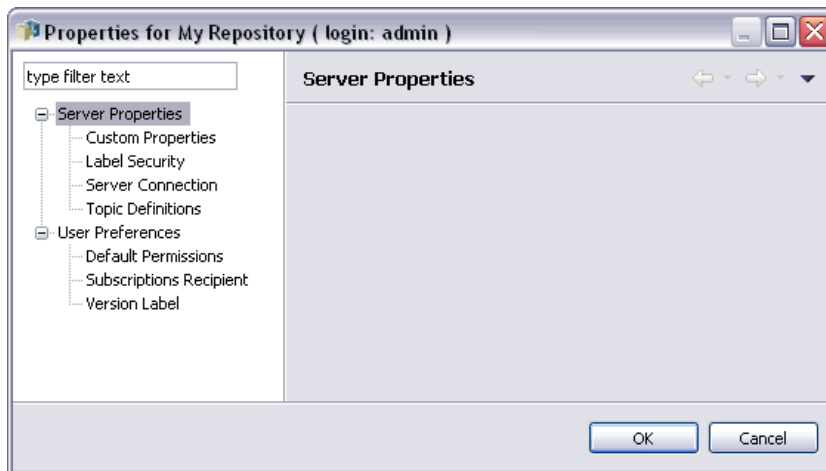 Properties for My Repository ( login: admin )
type filter text
Server Properties
Server Properties
Custom Properties
Label Security
Server Connection
Topic Definitions
User Preferences
Default Permissions
Subscriptions Recipient
Version Label
OK
Cancel